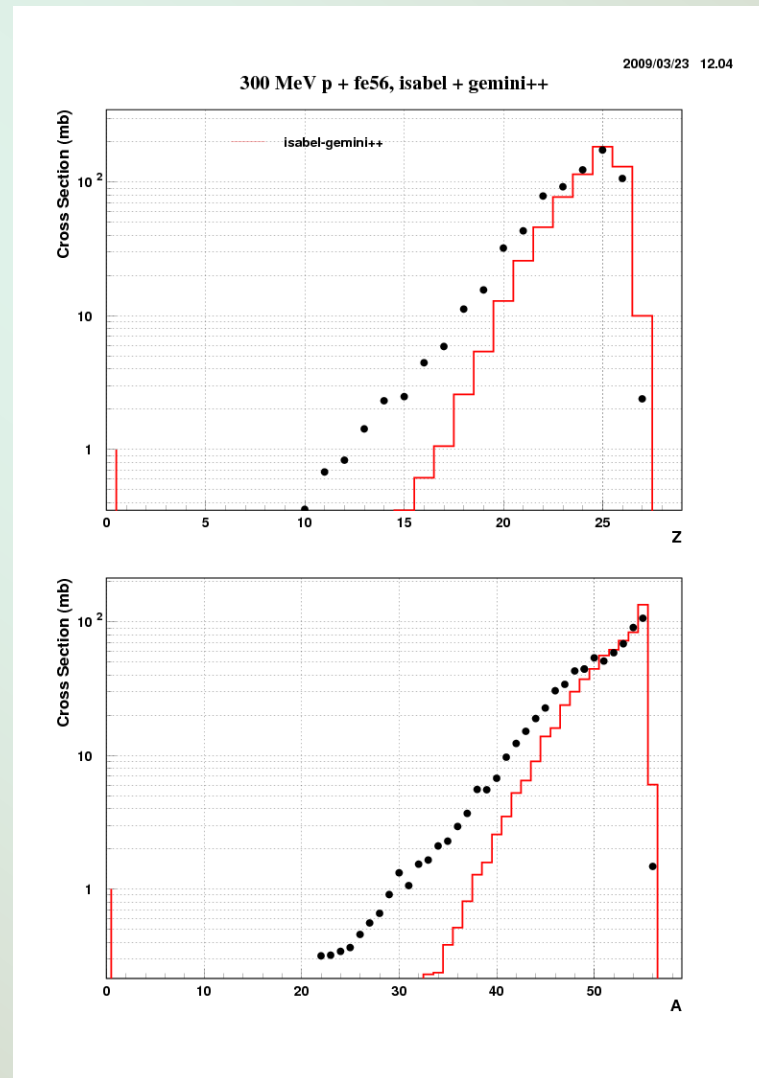 2009/03/23 12.04
300 MeV p + fe56, isabel + gemini++
Cross Section (mb)
isabel-gemini++
10 2
10
1
0 5 10 15 20 25
Z
Cross Section (mb)
10 2
10
1
0 10 20 30 40 50
A